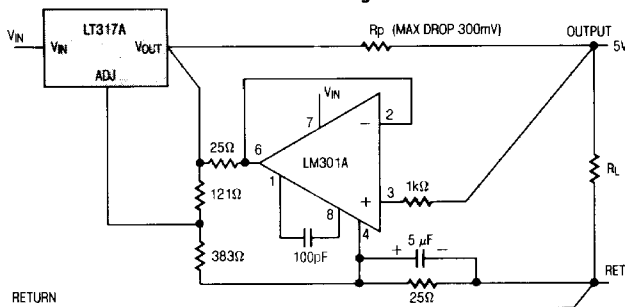 LT317A
VIN
VIN
VOUT
ADJ
Rp (MAX DROP 300mV)
OUTPUT
5V
VIN
7
2
25Ω
6
LM301A
1
8
3
1kΩ
4
121Ω
383Ω
100pF
+
5 μF
−
25Ω
RL
RETURN
RET